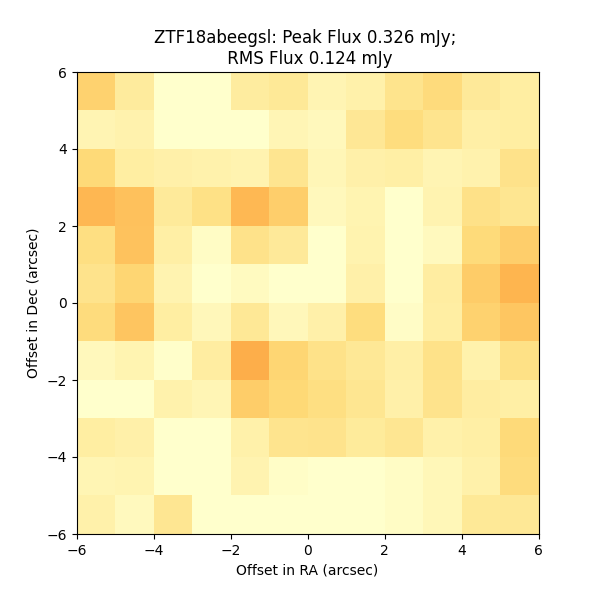 ZTF18abeegsl: Peak Flux 0.326 mJy;
RMS Flux 0.124 mJy
6
4
2
0
−2
−4
−6
Offset in Dec (arcsec)
−6 −4 −2 0 2 4 6
Offset in RA (arcsec)